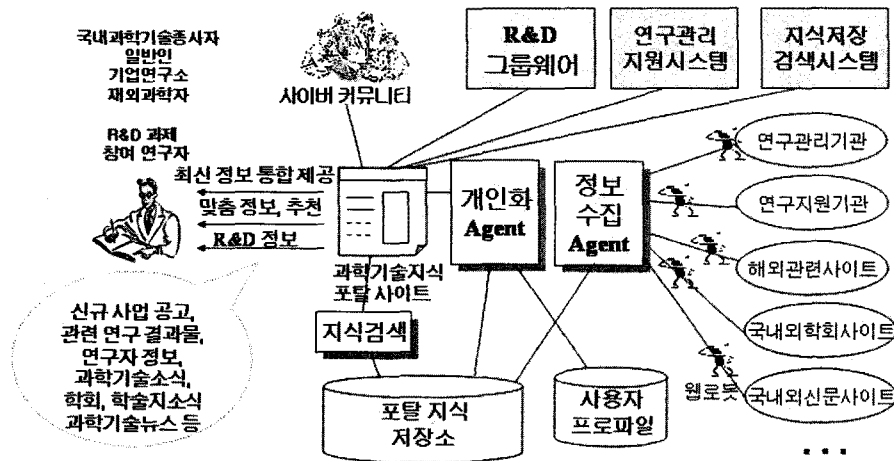 국내과학기술종사자
일반인
기업연구소
재외과학자
R&D 과제
참여 연구자
사이버 커뮤니티
R&D
그룹웨어
연구관리
지원시스템
지식저장
검색시스템
최신 정보 통합 제공
맞춤 정보, 추천
R&D 정보
과학기술지식
포탈 사이트
개인화
Agent
정보
수집
Agent
연구관리기관
연구지원기관
해외관련사이트
국내외학회사이트
국내외신문사이트
웹로봇
지식검색
포탈 지식
저장소
사용자
프로파일
신규 사업 공고,
관련 연구 결과물,
연구자 정보,
과학기술소식,
학회, 학술지소식
과학기술뉴스 등
...